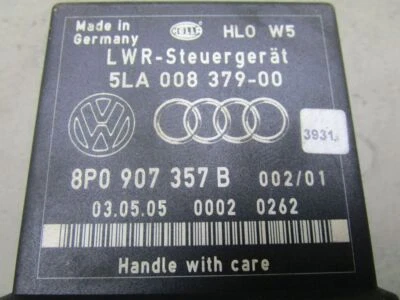 Made in
Germany
HELLA
HLO W5
LWR-Steuergerät
5LA 008 379-00
3931
8P0 907 357 B 002/01
03.05.05 0002 0262
Handle with care